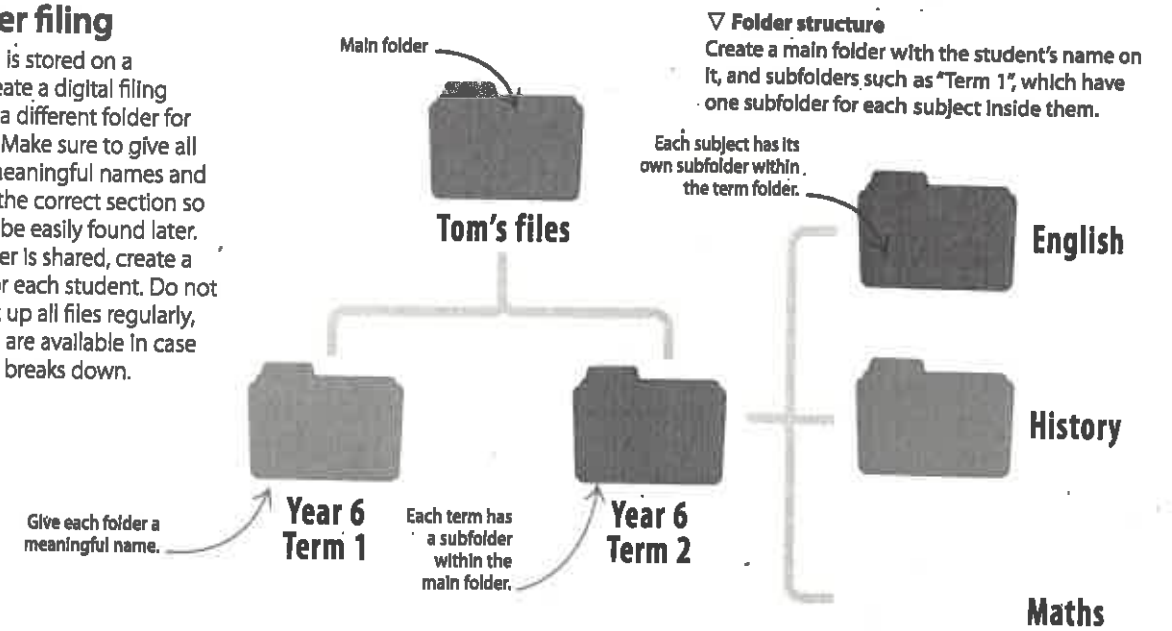 er filing
is stored on a
eate a digital filing
a different folder for
Make sure to give all
neaningful names and
the correct section so
be easily found later.
er is shared, create a
or each student. Do not
up all files regularly,
are available in case
breaks down.
Main folder
Tom's files
▽ Folder structure
Create a main folder with the student's name on
it, and subfolders such as "Term 1", which have
one subfolder for each subject inside them.
Each subject has its
own subfolder within
the term folder.
English
History
Maths
Give each folder a
meaningful name.
Year 6
Term 1
Each term has
a subfolder
within the
main folder.
Year 6
Term 2